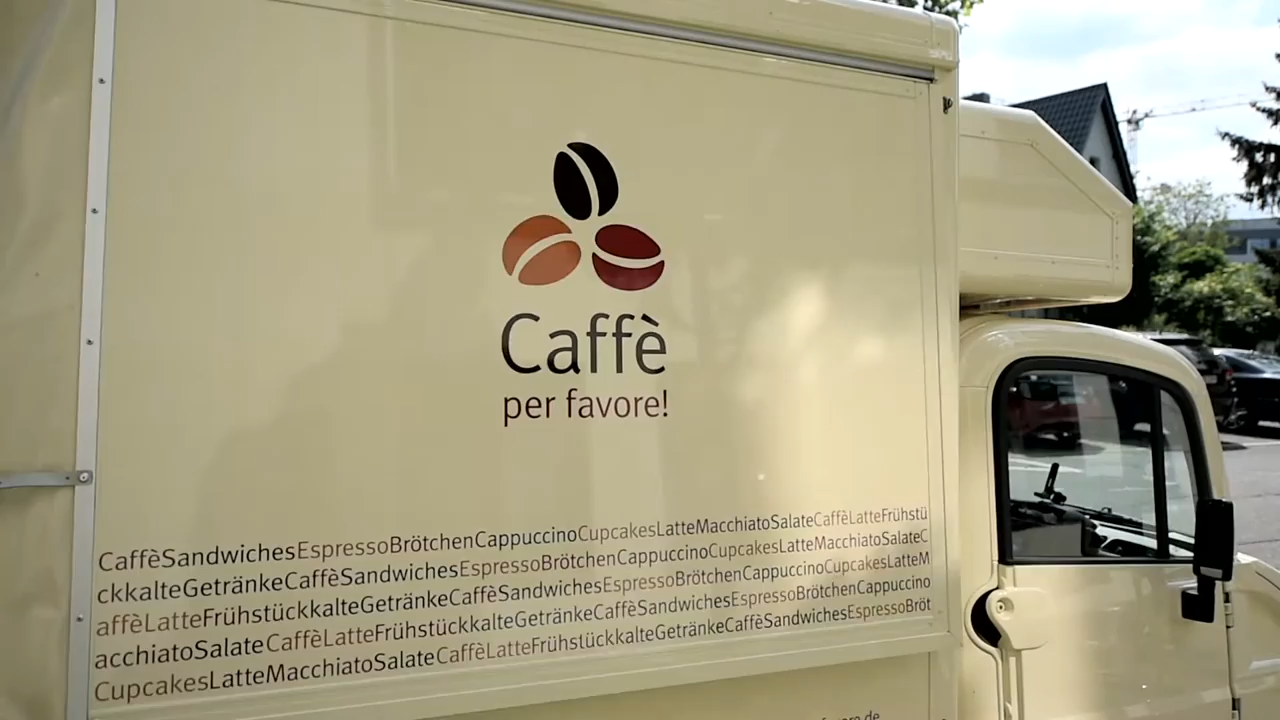 Caffè
per favore!
CaffèSandwichesEspressoBrötchenCappuccinoCupcakesLatteMacchiatoSalateCaffèLatteFrühstü
ckkalteGetränkeCaffèSandwichesEspressoBrötchenCappuccinoCupcakesLatteMacchiatoSalateC
affèLatteFrühstückkalteGetränkeCaffèSandwichesEspressoBrötchenCappuccinoCupcakesLatteM
acchiatoSalateCaffèLatteFrühstückkalteGetränkeCaffèSandwichesEspressoBrötchenCappuccino
CupcakesLatteMacchiatoSalateCaffèLatteFrühstückkalteGetränkeCaffèSandwichesEspressoBröt